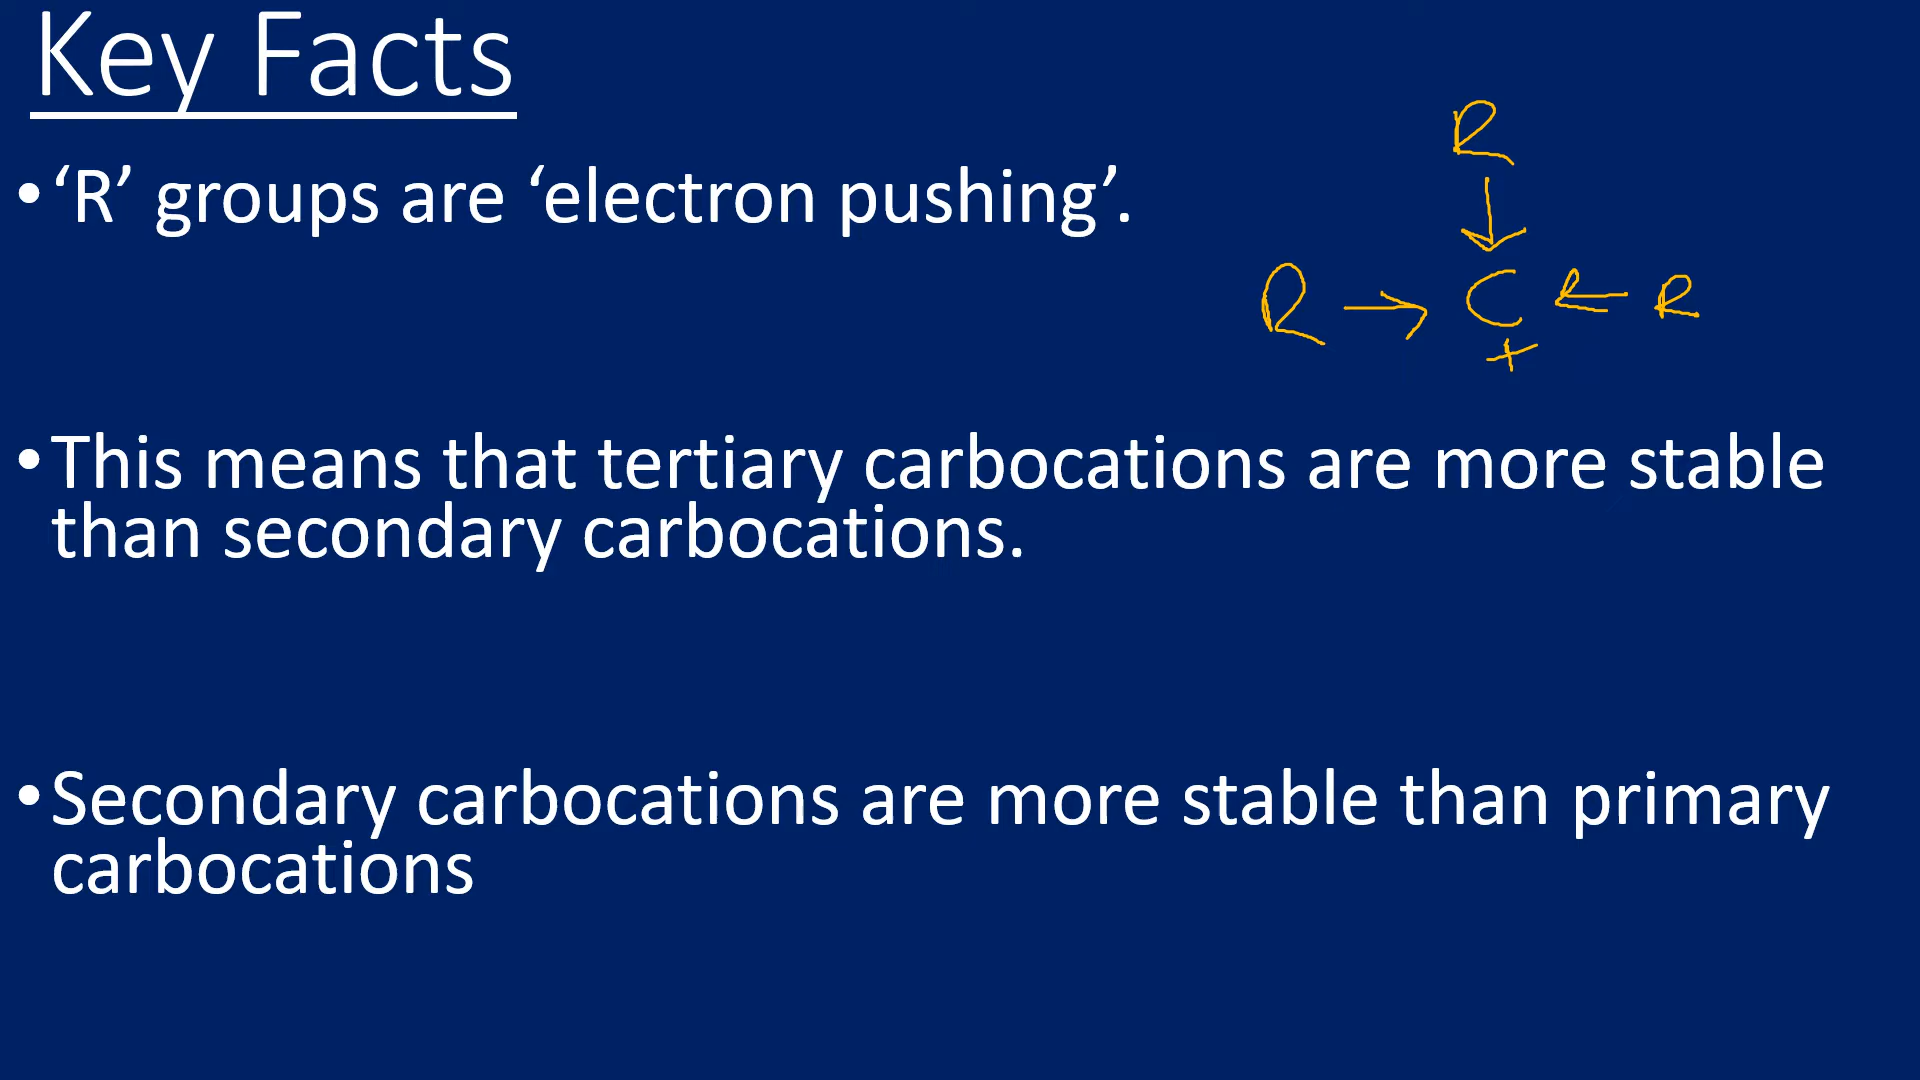 Key Facts
• ‘R’ groups are ‘electron pushing’.
R
↓
R → C ← R
+
• This means that tertiary carbocations are more stable
than secondary carbocations.
• Secondary carbocations are more stable than primary
carbocations